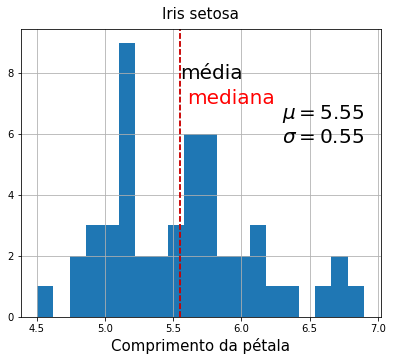 Iris setosa
8
6
4
2
0
média
mediana
μ = 5.55
σ = 0.55
4.5 5.0 5.5 6.0 6.5 7.0
Comprimento da pétala